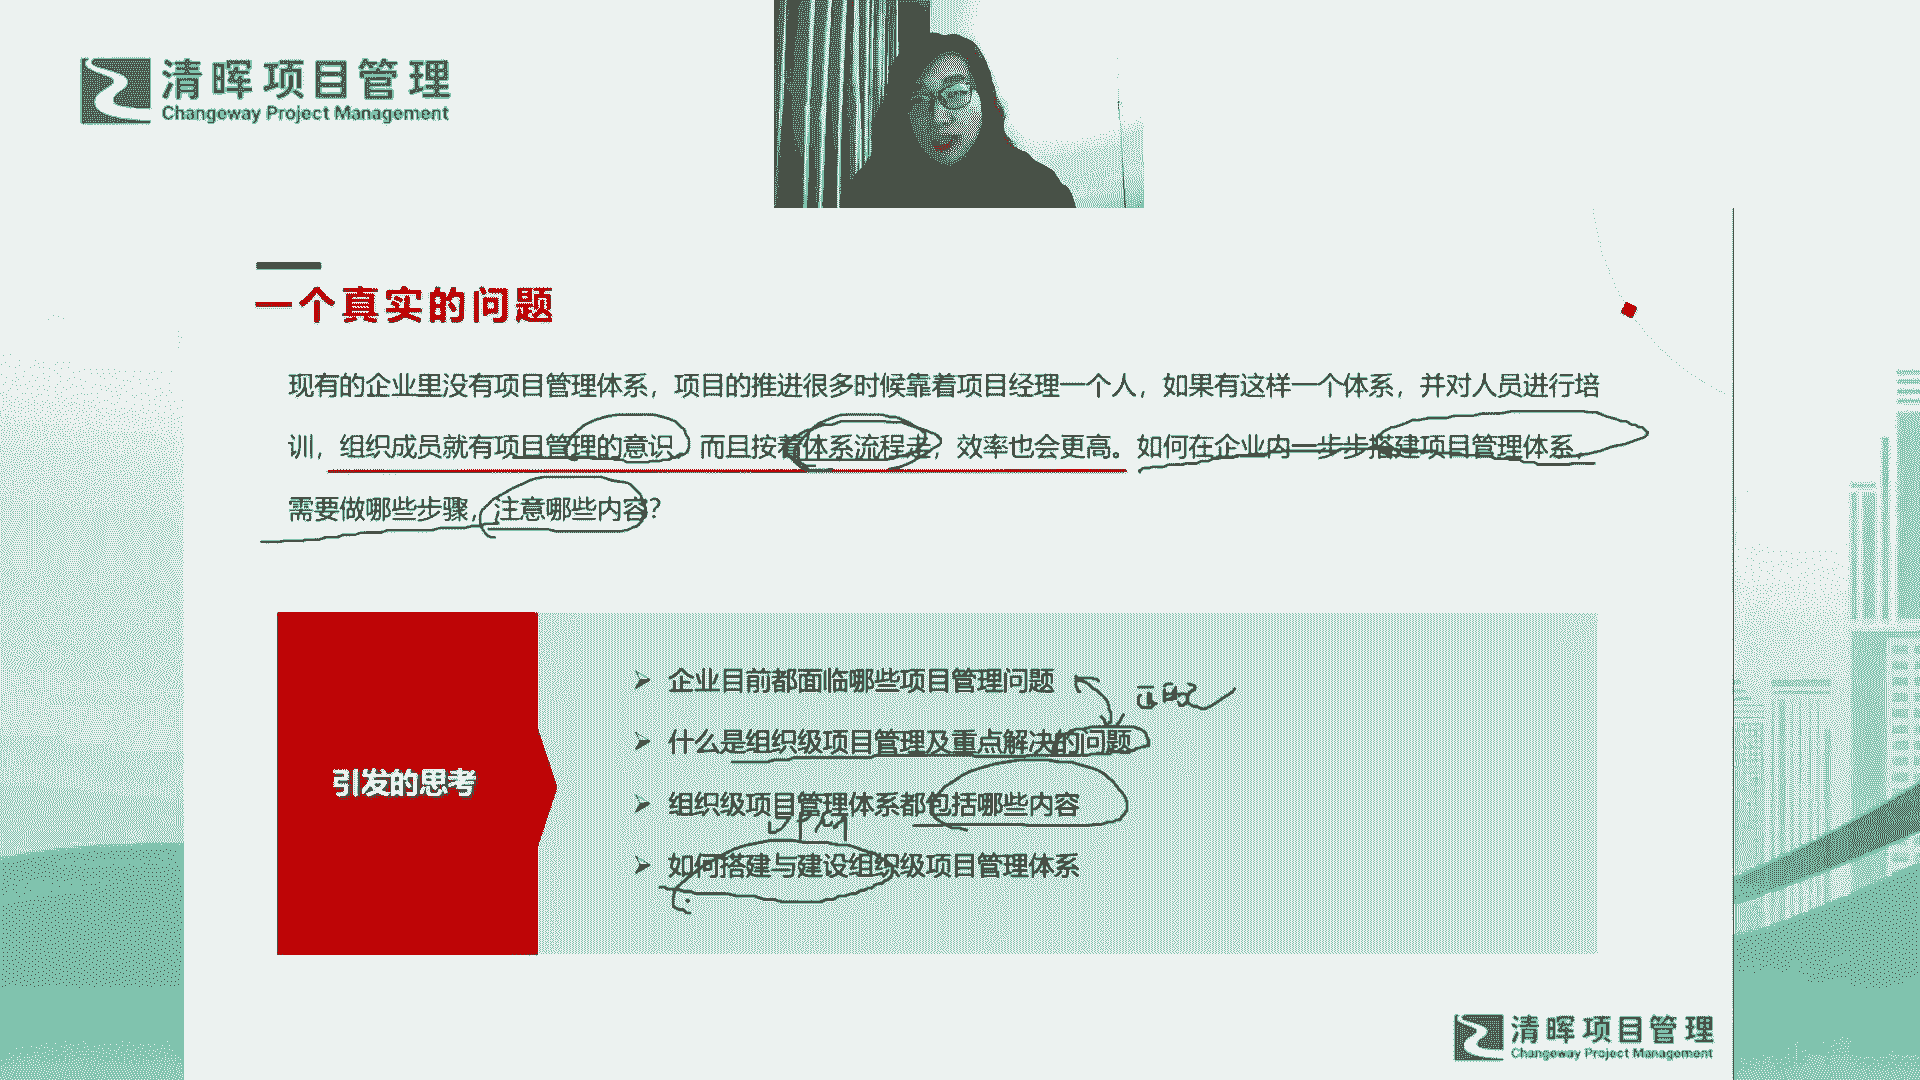 清晖项目管理
Changeway Project Management
一个真实的问题
现有的企业里没有项目管理体系，项目的推进很多时候靠着项目经理一个人，如果有这样一个体系，并对人员进行培
训，组织成员就有项目管理的意识，而且按着体系流程走，效率也会更高。如何在企业内一步步搭建项目管理体系，
需要做哪些步骤，注意哪些内容？
引发的思考
➢ 企业目前都面临哪些项目管理问题
➢ 什么是组织级项目管理及重点解决的问题
➢ 组织级项目管理体系都包括哪些内容
➢ 如何搭建与建设组织级项目管理体系
清晖项目管理
Changeway Project Management